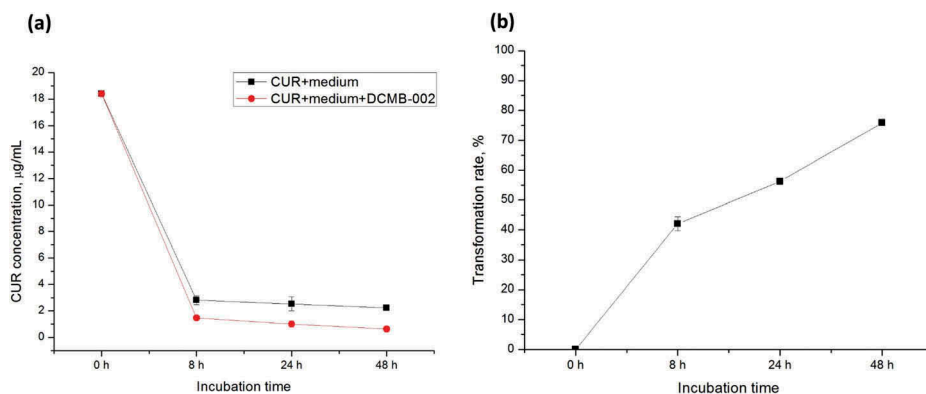 (a)
CUR concentration, µg/mL
20
18
16
14
12
10
8
6
4
2
0
CUR+medium
CUR+medium+DCMB-002
0 h
8 h
24 h
48 h
Incubation time
(b)
Transformation rate, %
100
90
80
70
60
50
40
30
20
10
0
0 h
8 h
24 h
48 h
Incubation time